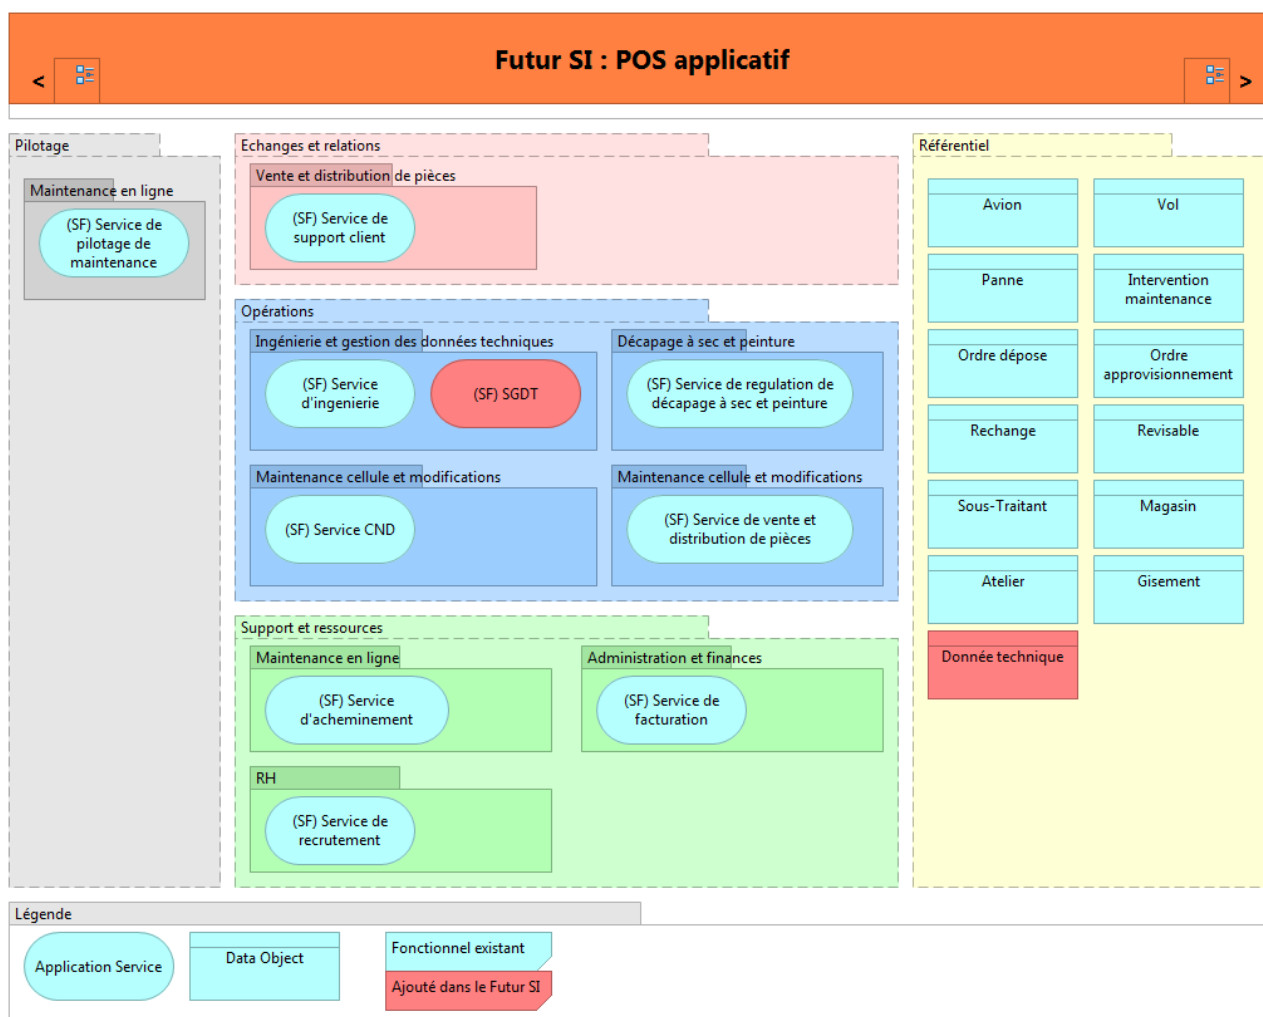 Futur SI : POS applicatif
<
>
Pilotage
Maintenance en ligne
(SF) Service de
pilotage de
maintenance
Echanges et relations
Vente et distribution de pièces
(SF) Service de
support client
Opérations
Ingénierie et gestion des données techniques
(SF) Service
d'ingenierie
(SF) SGDT
Décapage à sec et peinture
(SF) Service de regulation de
décapage à sec et peinture
Maintenance cellule et modifications
(SF) Service CND
Maintenance cellule et modifications
(SF) Service de vente et
distribution de pièces
Support et ressources
Maintenance en ligne
(SF) Service
d'acheminement
Administration et finances
(SF) Service de
facturation
RH
(SF) Service de
recrutement
Référentiel
Avion
Vol
Panne
Intervention
maintenance
Ordre dépose
Ordre
approvisionnement
Rechange
Revisable
Sous-Traitant
Magasin
Atelier
Gisement
Donnée technique
Légende
Application Service
Data Object
Fonctionnel existant
Ajouté dans le Futur SI